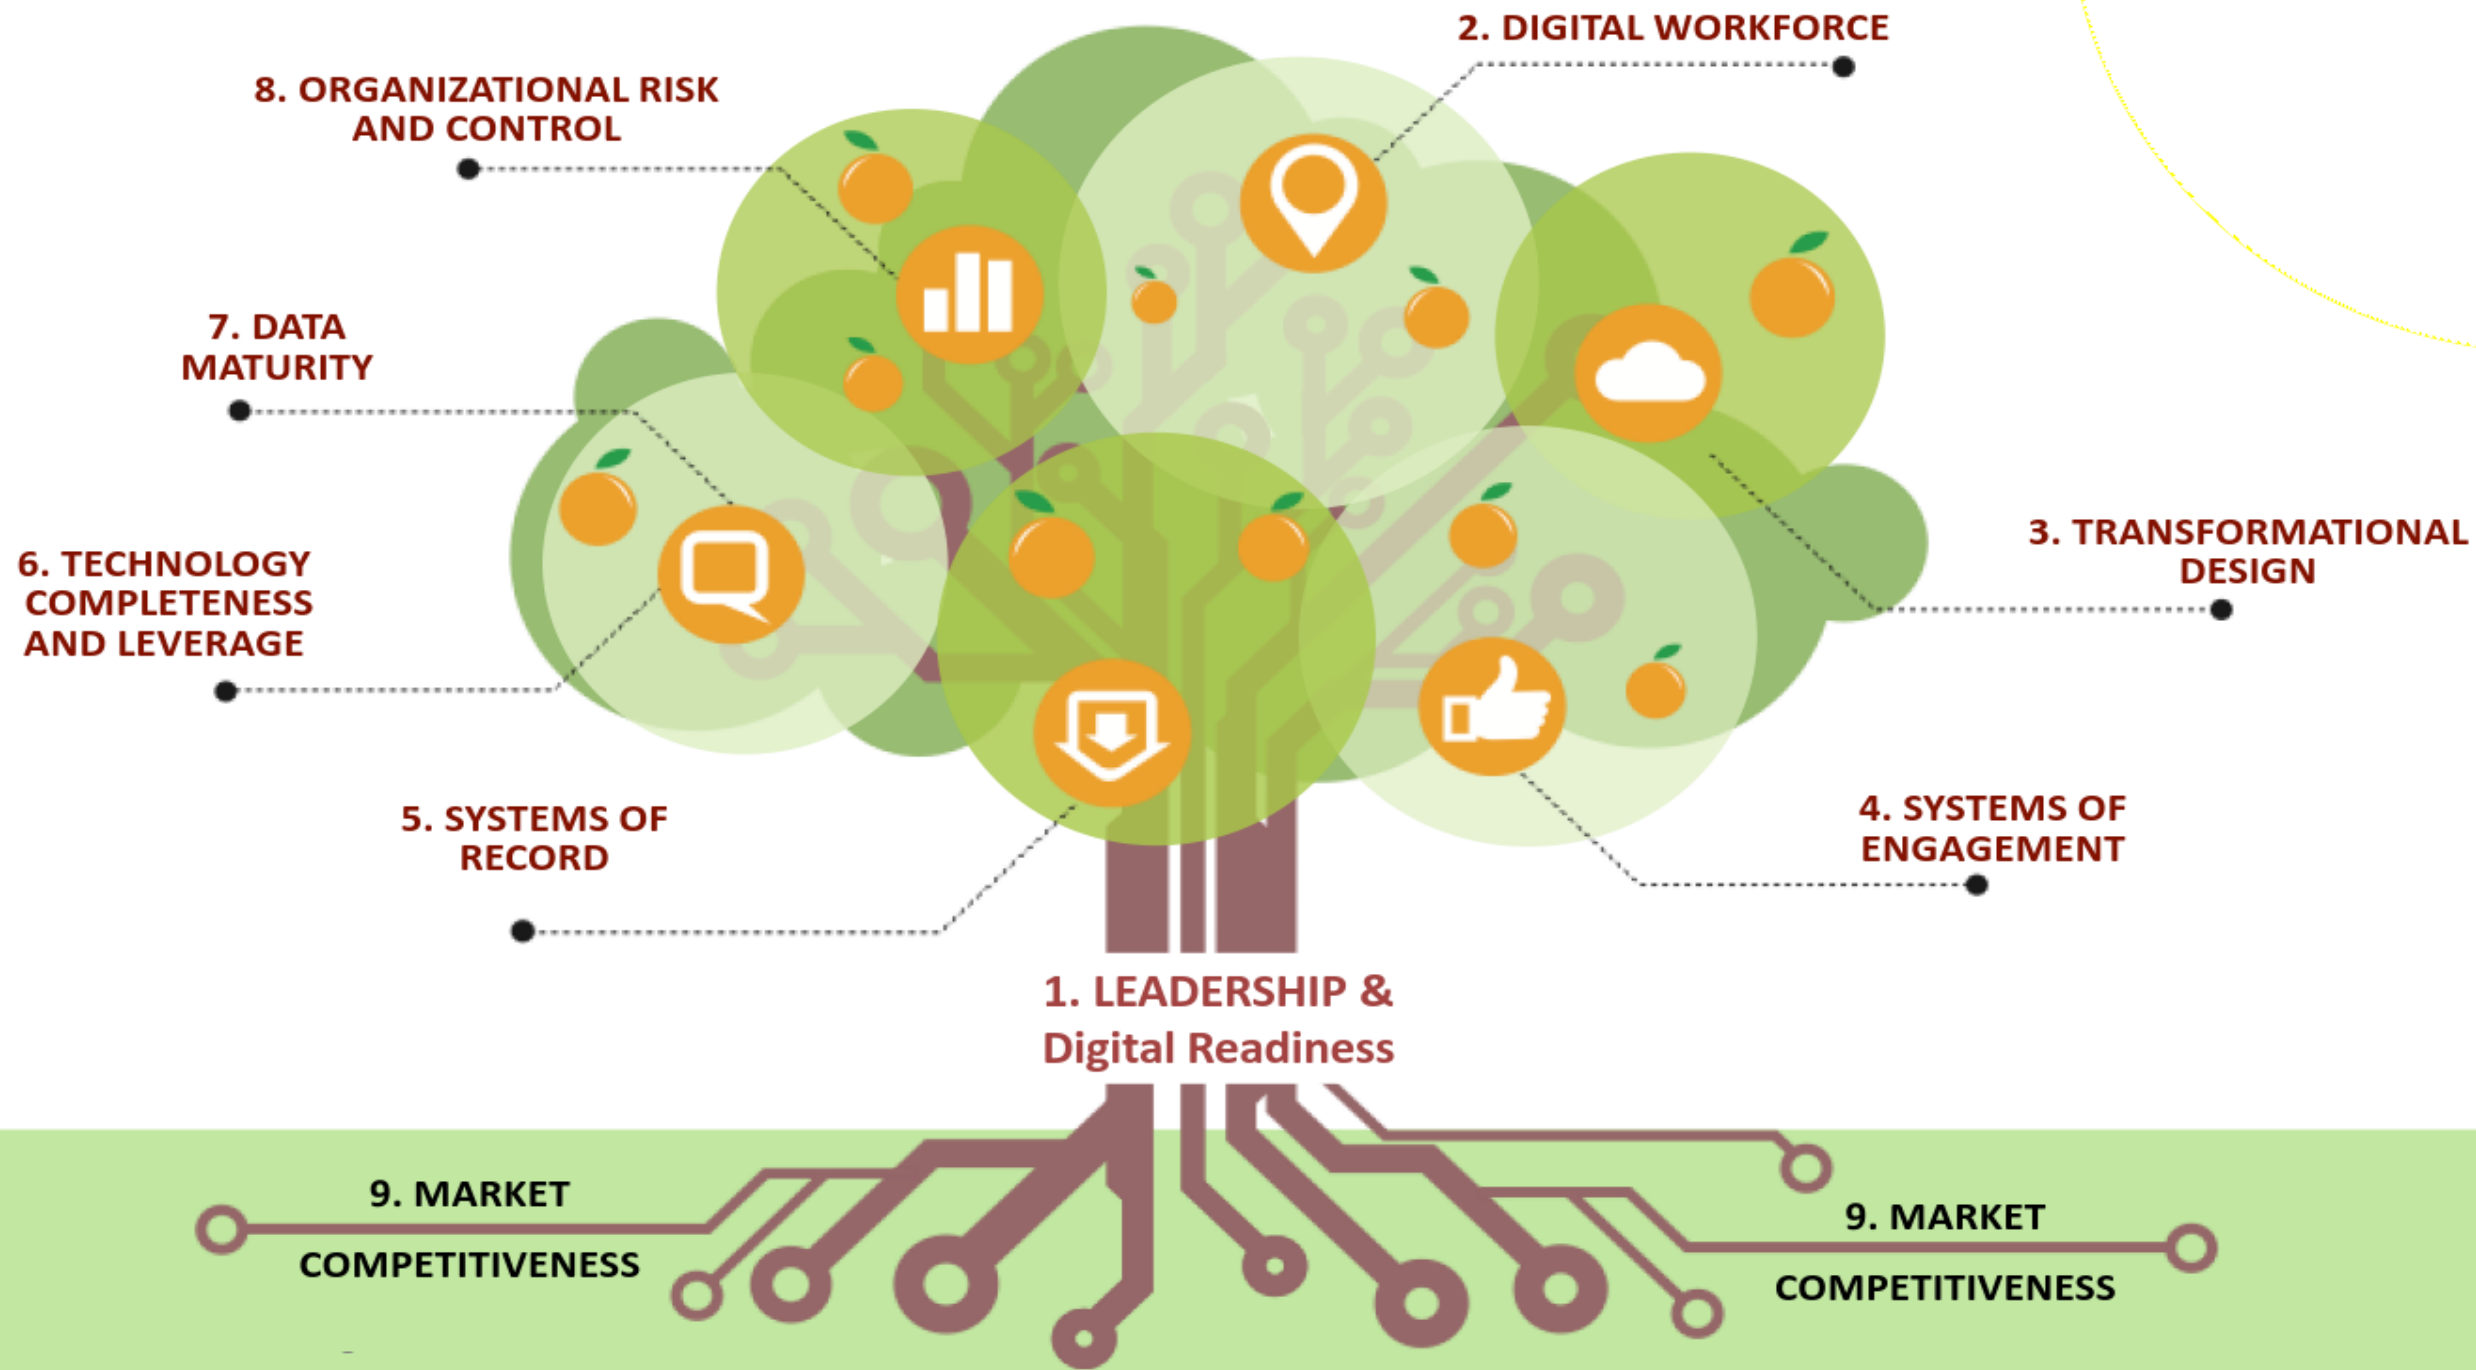 2. DIGITAL WORKFORCE
8. ORGANIZATIONAL RISK
AND CONTROL
7. DATA
MATURITY
6. TECHNOLOGY
COMPLETENESS
AND LEVERAGE
3. TRANSFORMATIONAL
DESIGN
5. SYSTEMS OF
RECORD
4. SYSTEMS OF
ENGAGEMENT
1. LEADERSHIP &
Digital Readiness
9. MARKET
COMPETITIVENESS
9. MARKET
COMPETITIVENESS